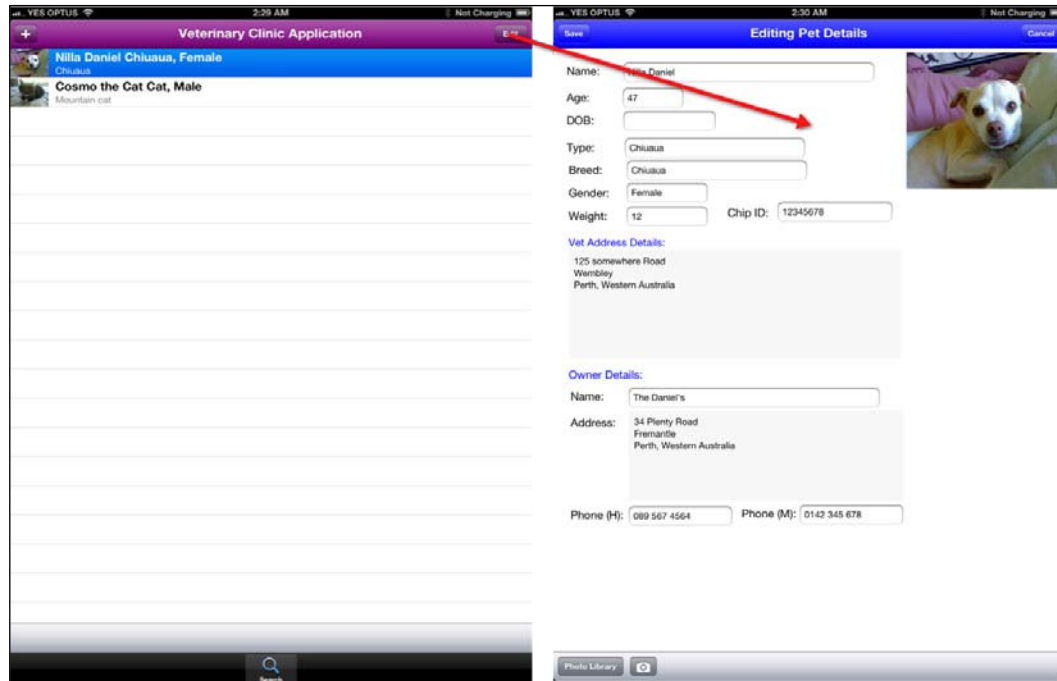 YES OPTUS 2:29 AM Not Charging
+ Veterinary Clinic Application Edit
Nilla Daniel Chiuaua, Female
Chiuaua
Cosmo the Cat Cat, Male
Mountain cat
Search
YES OPTUS 2:30 AM Not Charging
Save Editing Pet Details Cancel
Name: Nilla Daniel
Age: 47
DOB:
Type: Chiuaua
Breed: Chiuaua
Gender: Female
Weight: 12 Chip ID: 12345678
Vet Address Details:
125 somewhere Road
Wembley
Perth, Western Australia
Owner Details:
Name: The Daniel's
Address: 34 Plenty Road
Fremantle
Perth, Western Australia
Phone (H): 089 567 4564 Phone (M): 0142 345 678
Photo Library